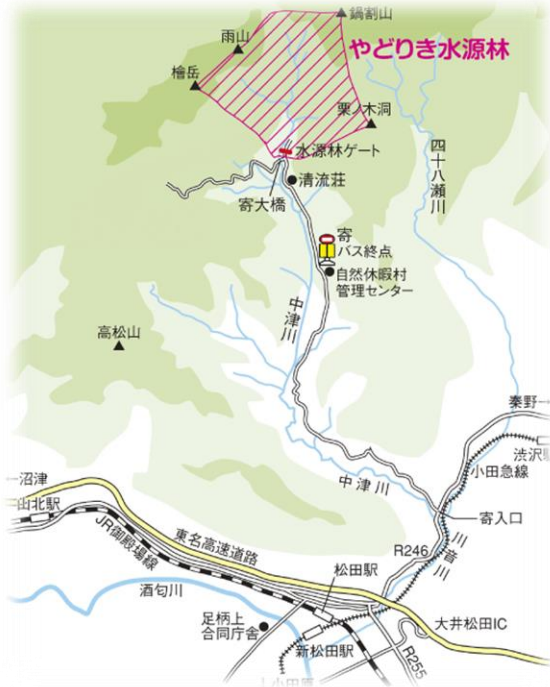 鍋割山
雨山
やどりき水源林
檜岳
栗ノ木洞
水源林ゲート
四十八瀬川
清流荘
寄大橋
寄
バス終点
自然休暇村
管理センター
中津川
高松山
秦野
渋沢駅
小田急線
沼津
中津川
山北駅
寄入口
川音川
JR御殿場線
東名高速道路
R246
松田駅
酒匂川
足柄上
合同庁舎
大井松田IC
新松田駅
R255
小田原